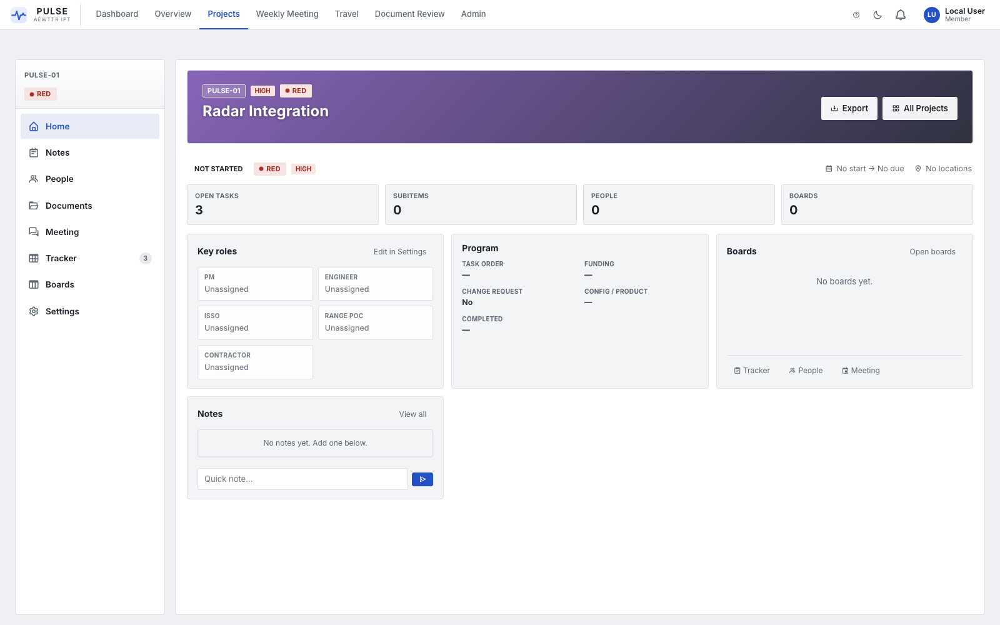 PULSE
AEWTTR IPT
Dashboard
Overview
Projects
Weekly Meeting
Travel
Document Review
Admin
LU
Local User
Member
PULSE-01
RED
Home
Notes
People
Documents
Meeting
Tracker
3
Boards
Settings
PULSE-01
HIGH
RED
Radar Integration
Export
All Projects
NOT STARTED
RED
HIGH
No start → No due
No locations
OPEN TASKS
3
SUBITEMS
0
PEOPLE
0
BOARDS
0
Key roles
Edit in Settings
PM
Unassigned
ENGINEER
Unassigned
ISSO
Unassigned
RANGE POC
Unassigned
CONTRACTOR
Unassigned
Program
TASK ORDER
—
FUNDING
—
CHANGE REQUEST
No
CONFIG / PRODUCT
—
COMPLETED
—
Boards
Open boards
No boards yet.
Tracker
People
Meeting
Notes
View all
No notes yet. Add one below.
Quick note...